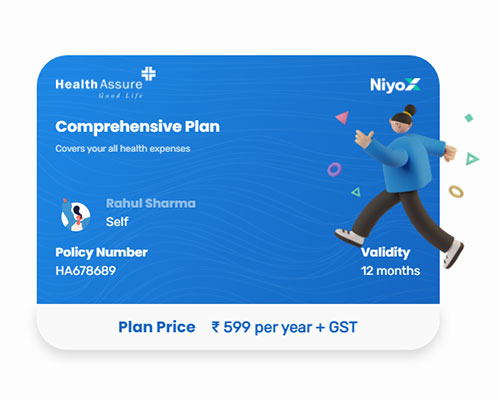 HealthAssure
Good Life
NiyoX
Comprehensive Plan
Covers your all health expenses
Rahul Sharma
Self
Policy Number
Validity
HA678689
12 months
Plan Price ₹ 599 per year + GST